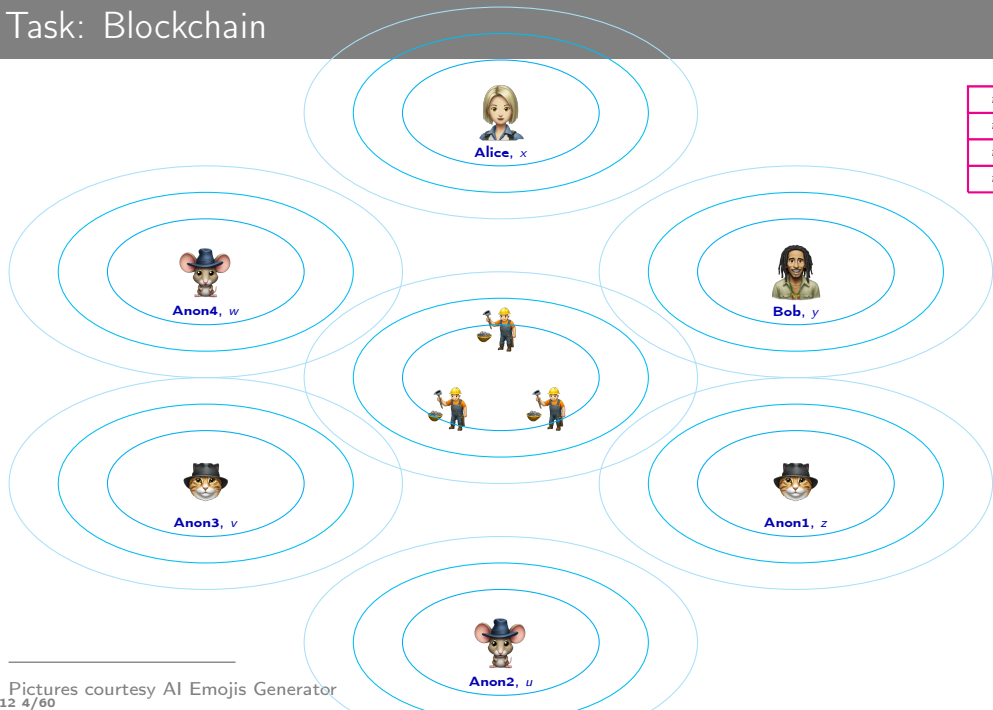 Task: Blockchain
Alice, x
Anon4, w
Bob, y
Anon3, v
Anon1, z
Anon2, u
Pictures courtesy AI Emojis Generator
12 4/60